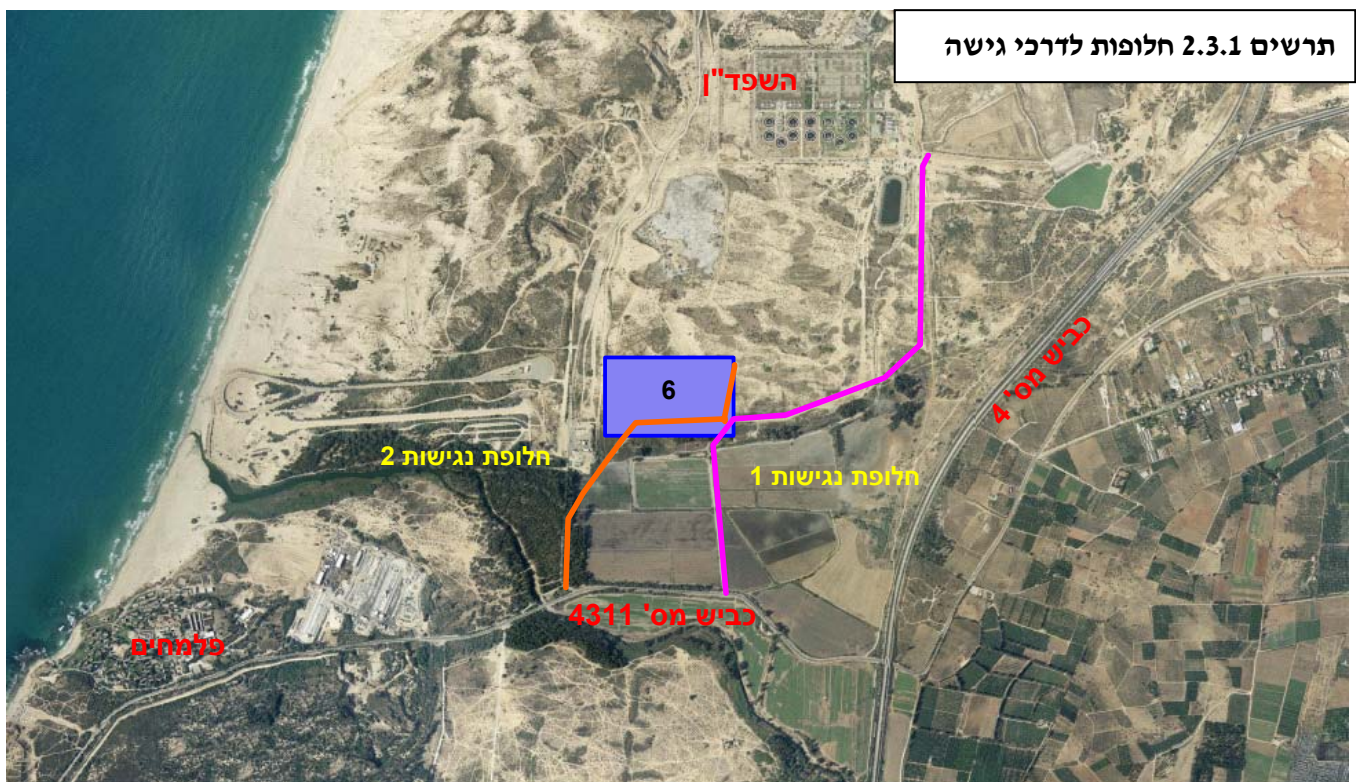 תרשים 2.3.1 חלופות לדרכי גישה
השפד"ן
כביש מס' 4
6
חלופת נגישות 2
חלופת נגישות 1
כביש מס' 4311
פלמחים